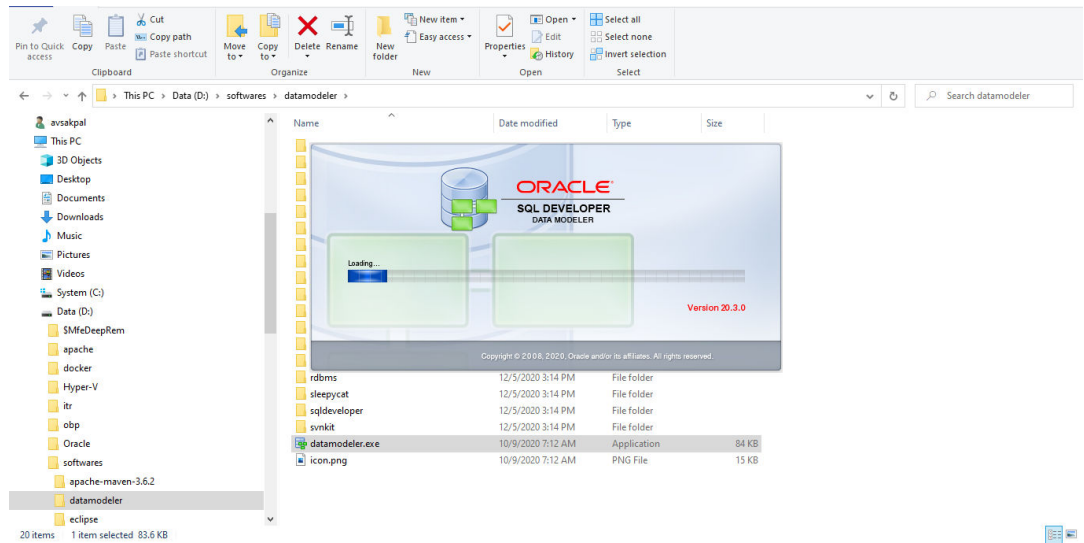 Pin to Quick access
Copy
Paste
Cut
Copy path
Paste shortcut
Clipboard
Move to
Copy to
Delete
Rename
Organize
New folder
New item
Easy access
New
Properties
Open
Edit
History
Open
Select all
Select none
Invert selection
Select
This PC > Data (D:) > softwares > datamodeler >
Search datamodeler
avsakpal
This PC
3D Objects
Desktop
Documents
Downloads
Music
Pictures
Videos
System (C:)
Data (D:)
$MfeDeepRem
apache
docker
Hyper-V
itr
obp
Oracle
softwares
apache-maven-3.6.2
datamodeler
eclipse
Name Date modified Type Size
ORACLE
SQL DEVELOPER
DATA MODELER
Loading...
Version 20.3.0
Copyright © 2008, 2020, Oracle and/or its affiliates. All rights reserved.
rdbms 12/5/2020 3:14 PM File folder
sleepycat 12/5/2020 3:14 PM File folder
sqldeveloper 12/5/2020 3:14 PM File folder
svnkit 12/5/2020 3:14 PM File folder
datamodeler.exe 10/9/2020 7:12 AM Application 84 KB
icon.png 10/9/2020 7:12 AM PNG File 15 KB
20 items 1 item selected 83.6 KB